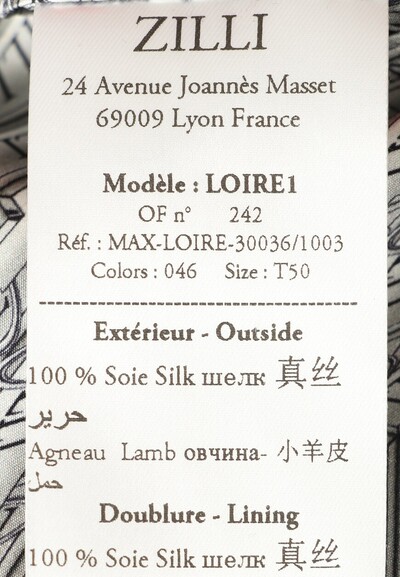 ZILLI
24 Avenue Joannès Masset
69009 Lyon France
Modèle : LOIRE1
OF n° 242
Réf. : MAX-LOIRE-30036/1003
Colors : 046 Size : T50
Extérieur - Outside
100 % Soie Silk шелк 真丝
حرير
Agneau Lamb овчина- 小羊皮
حمل
Doublure - Lining
100 % Soie Silk шелк 真丝